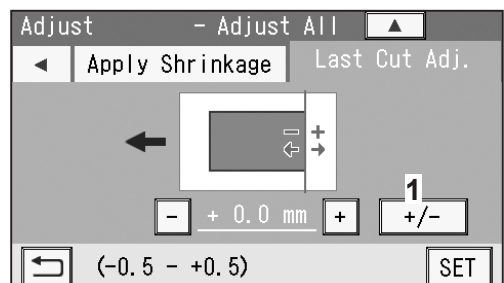 Adjust - Adjust All ▲
◄ Apply Shrinkage Last Cut Adj.
− +
1
- + 0.0 mm + +/-
(-0.5 - +0.5) SET